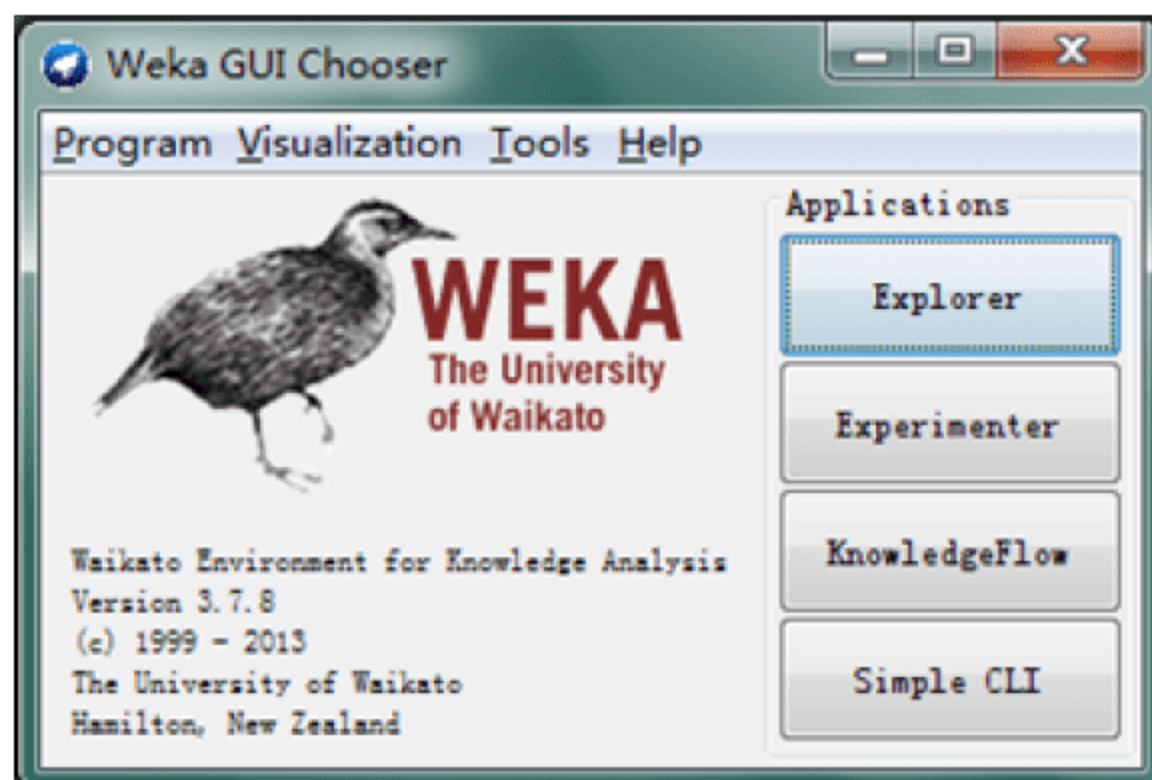 Weka GUI Chooser
Program Visualization Tools Help
WEKA
The University
of Waikato
Waikato Environment for Knowledge Analysis
Version 3.7.8
(c) 1999 - 2013
The University of Waikato
Hamilton, New Zealand
Applications
Explorer
Experimenter
KnowledgeFlow
Simple CLI